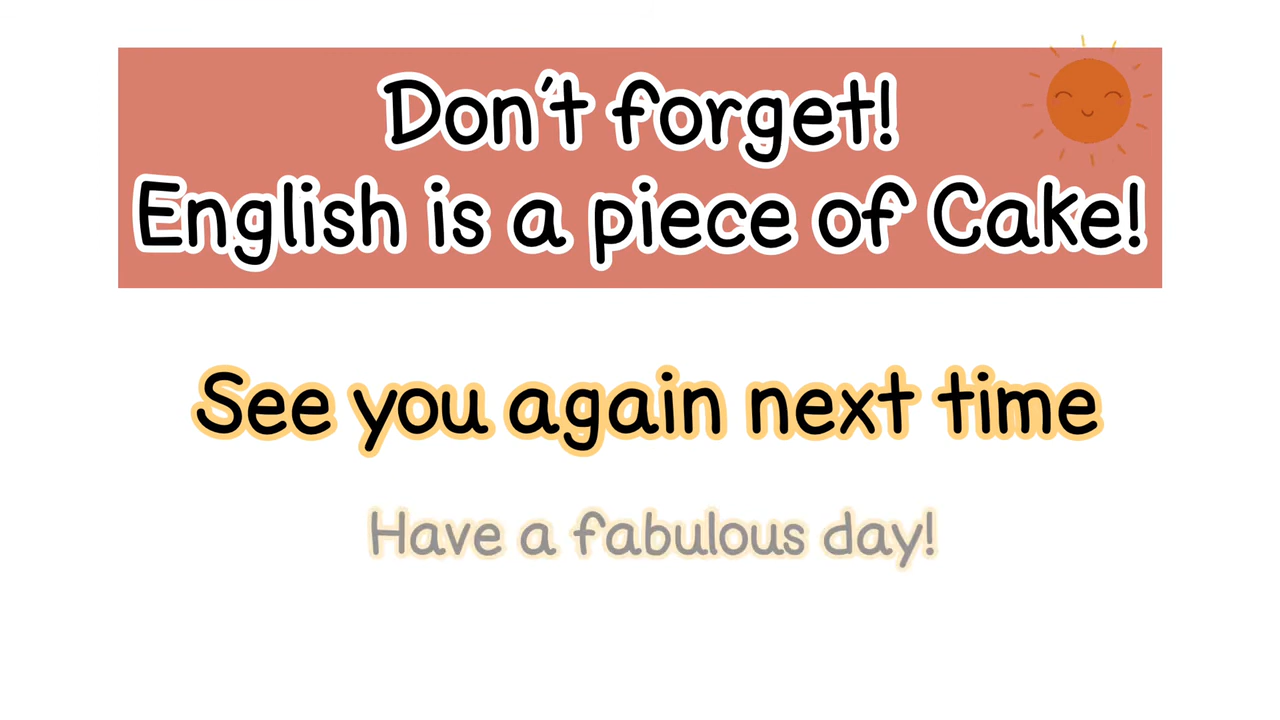 Don't forget!
English is a piece of Cake!
See you again next time
Have a fabulous day!